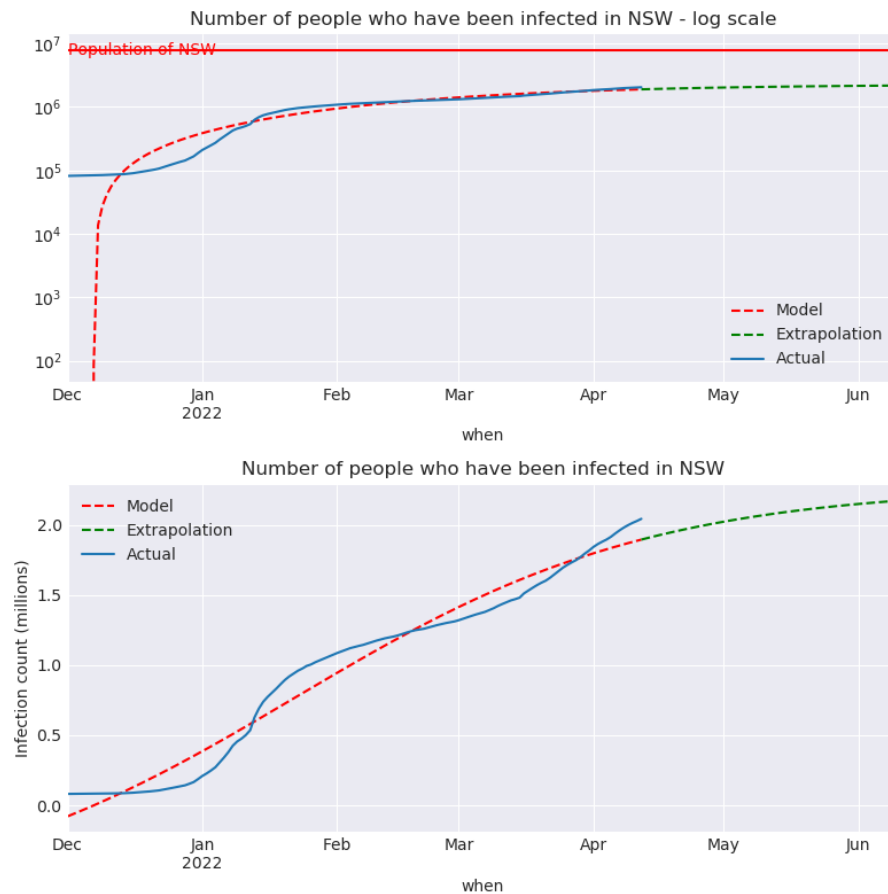 Number of people who have been infected in NSW - log scale
10⁷
Population of NSW
10⁶
10⁵
10⁴
10³
10²
Model
Extrapolation
Actual
Dec Jan Feb Mar Apr May Jun
2022
when
Number of people who have been infected in NSW
Model
Extrapolation
Actual
2.0
1.5
1.0
0.5
0.0
Infection count (millions)
Dec Jan Feb Mar Apr May Jun
2022
when